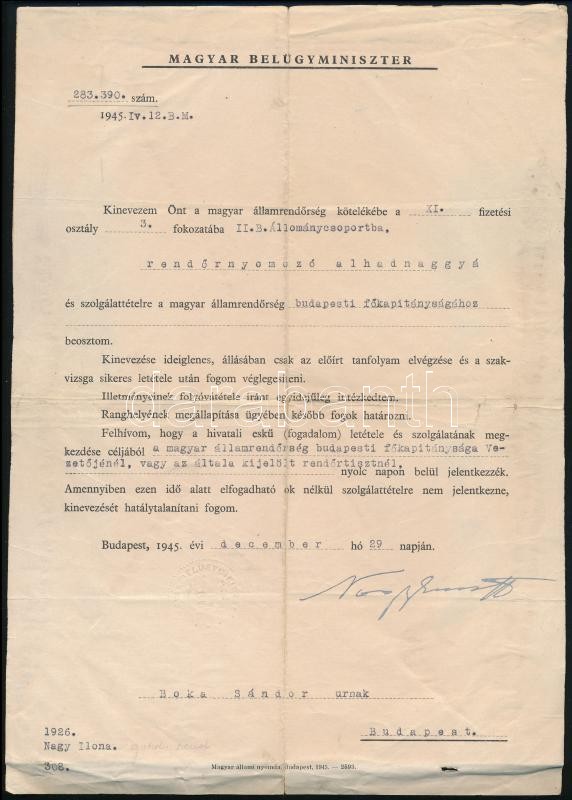 MAGYAR BELÜGYMINISZTER
283.390. szám.
1945. IV.12.B.M.
Kinevezem Önt a magyar államrendőrség kötelékébe a XI. fizetési
osztály 3. fokozatába II.B.Állománycsoportba,
rendőrnyomozó alhadnaggyá
és szolgálattételre a magyar államrendőrség budapesti főkapitányságához
beosztom.
Kinevezése ideiglenes, állásában csak az előírt tanfolyam elvégzése és a szak-
vizsga sikeres letétele után fogom véglegesíteni.
Illetményeinek folyóvátétele iránt egyidejűleg intézkedtem.
Ranghelyének megállapítása ügyében később fogok határozni.
Felhívom, hogy a hivatali eskü (fogadalom) letétele és szolgálatának meg-
kezdése céljából a magyar államrendőrség budapesti főkapitánysága Ve-
zetőjénél, vagy az általa kijelölt rendőrtisztnél,
nyolc napon belül jelentkezzék.
Amennyiben ezen idő alatt elfogadható ok nélkül szolgálattételre nem jelentkezne,
kinevezését hatálytalanítani fogom.
Budapest, 1945. évi december hó 29 napján.
Boka Sándor urnak
Budapest.
1926.
Nagy Ilona.
308.
Magyar állami nyomda, Budapest, 1945. — 2593.
darabanth